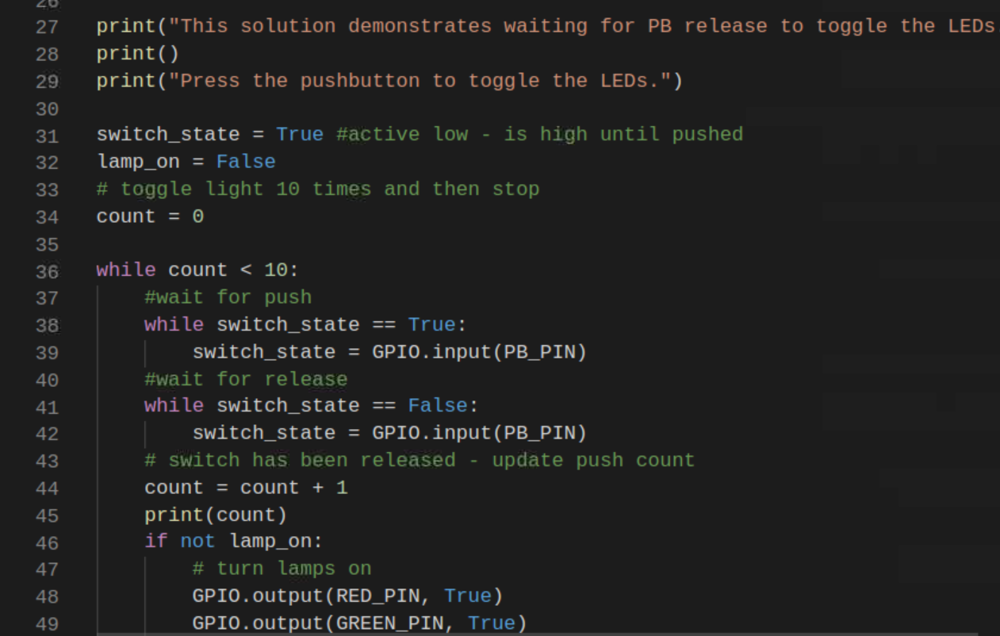 26
27 print("This solution demonstrates waiting for PB release to toggle the LEDs
28 print()
29 print("Press the pushbutton to toggle the LEDs.")
30
31 switch_state = True #active low - is high until pushed
32 lamp_on = False
33 # toggle light 10 times and then stop
34 count = 0
35
36 while count < 10:
37     #wait for push
38     while switch_state == True:
39         switch_state = GPIO.input(PB_PIN)
40     #wait for release
41     while switch_state == False:
42         switch_state = GPIO.input(PB_PIN)
43     # switch has been released - update push count
44     count = count + 1
45     print(count)
46     if not lamp_on:
47         # turn lamps on
48         GPIO.output(RED_PIN, True)
49         GPIO.output(GREEN_PIN, True)